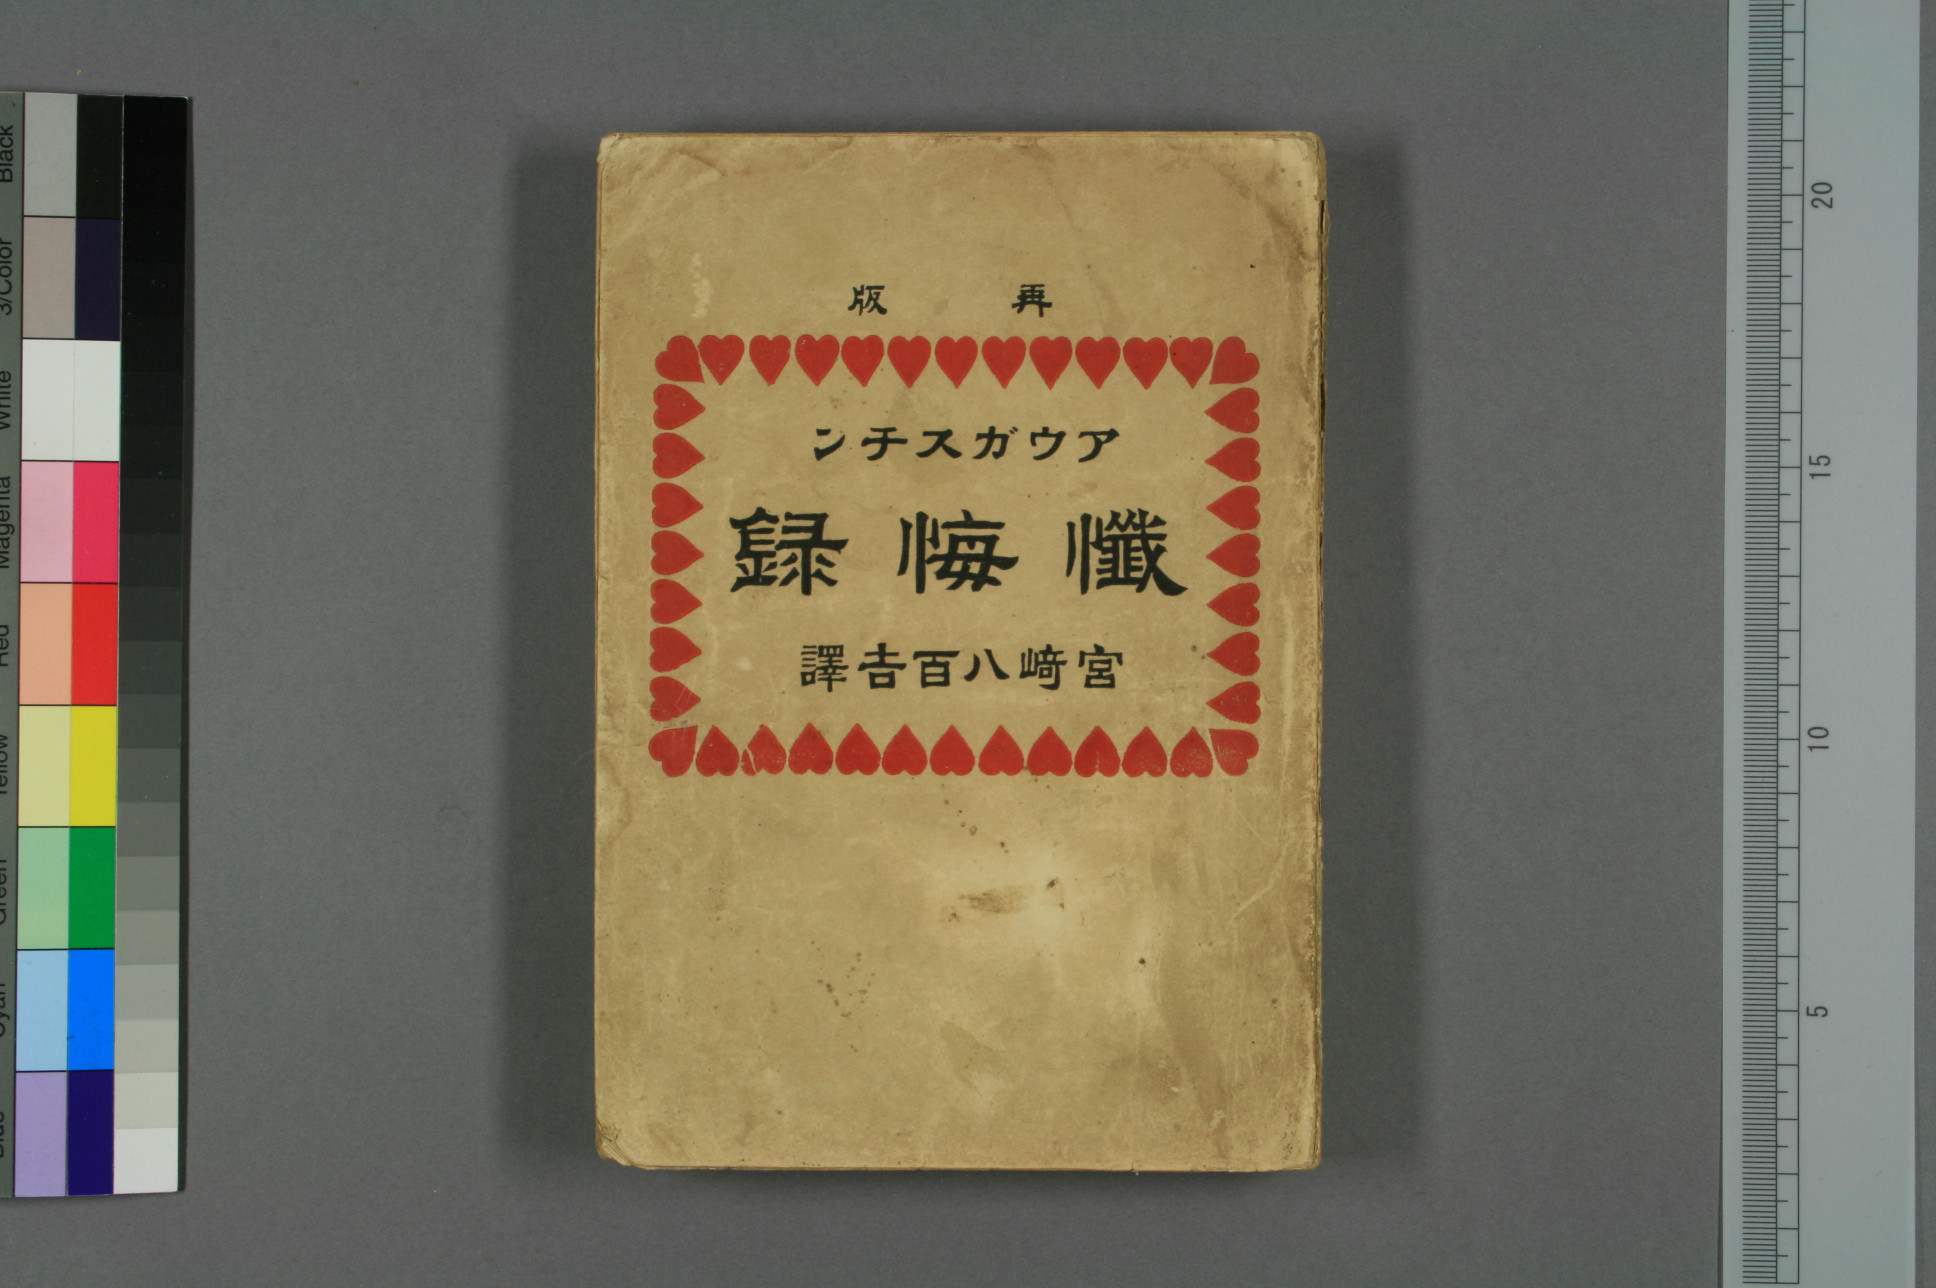 再版
アウガスチン
懺悔録
宮﨑八百吉譯
Black
3/Color
White
Magenta
Red
Yellow
Green
Cyan
Blue
20
15
10
5